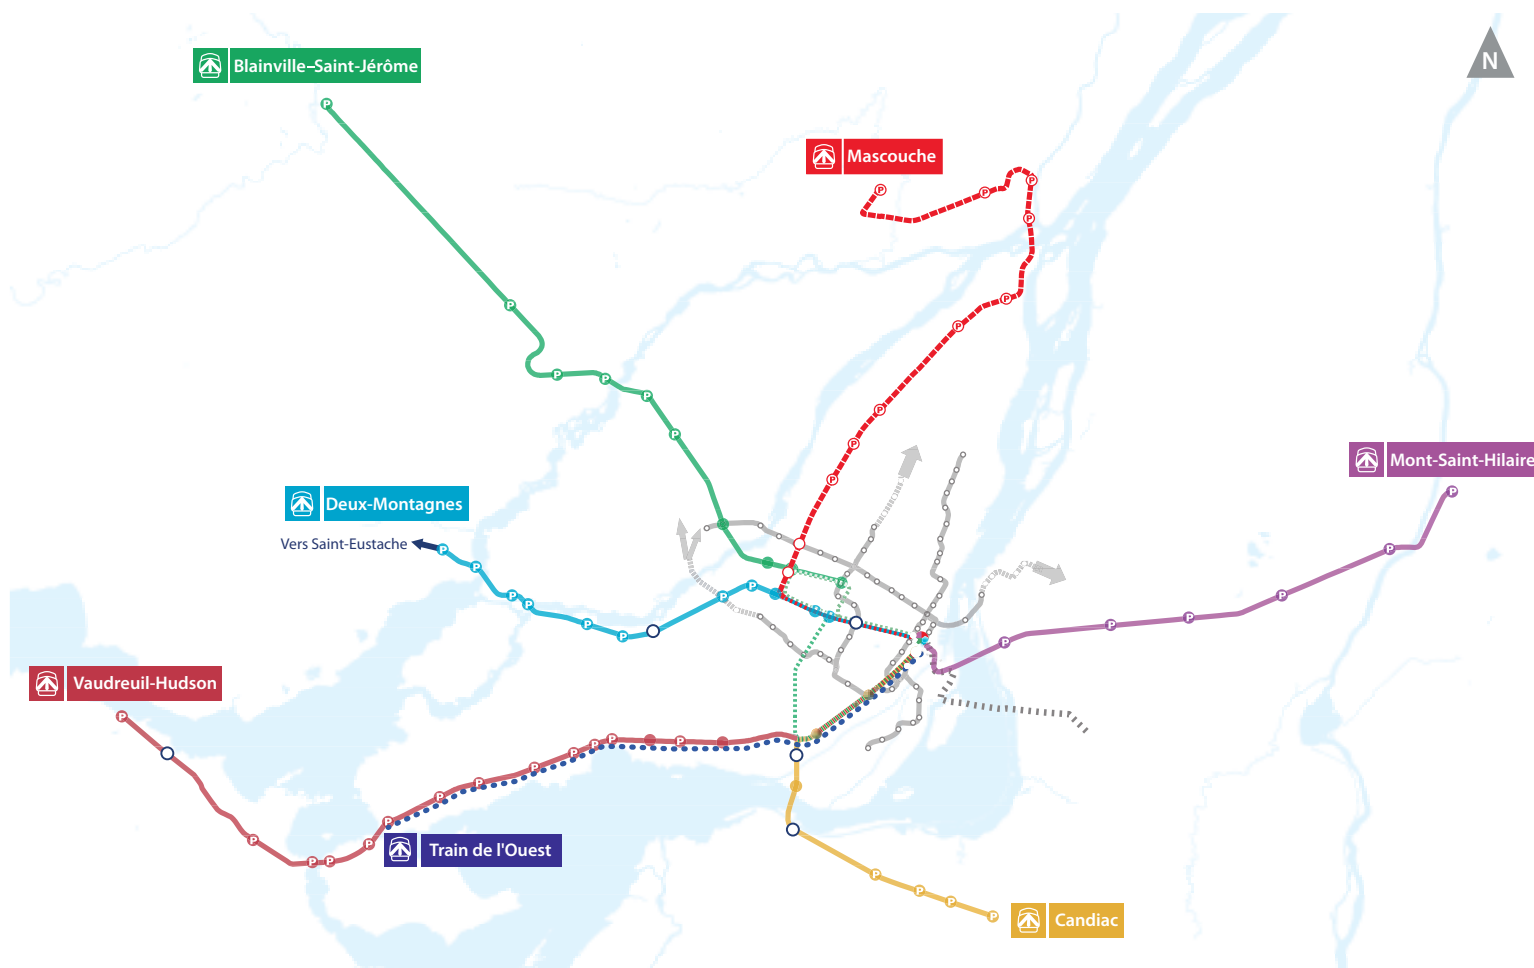 Blainville–Saint-Jérôme
N
Mascouche
Mont-Saint-Hilaire
Deux-Montagnes
Vers Saint-Eustache
Vaudreuil-Hudson
Train de l'Ouest
Candiac